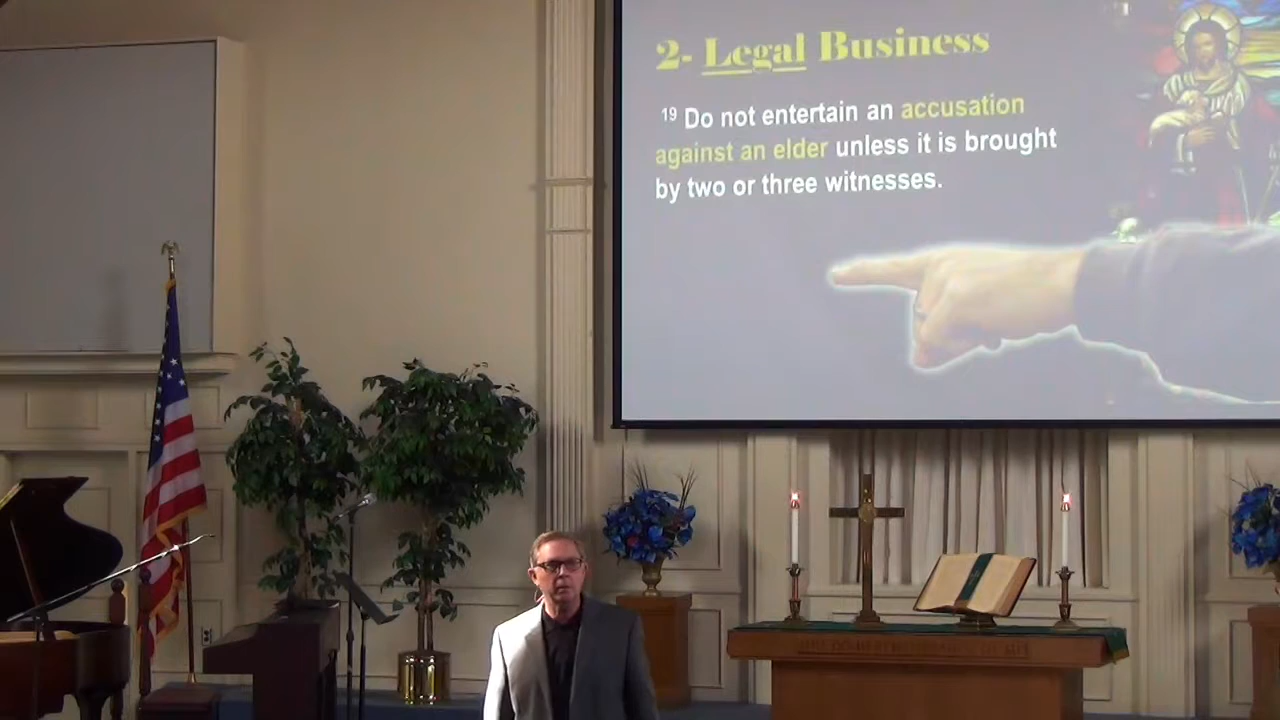 2- Legal Business
19 Do not entertain an accusation
against an elder unless it is brought
by two or three witnesses.